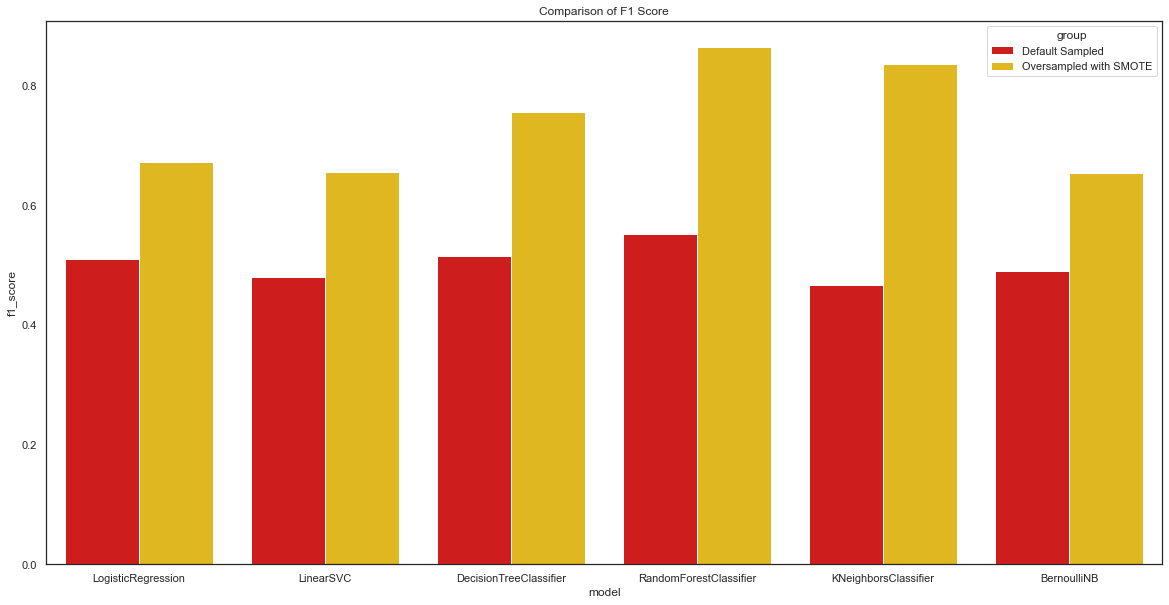 Comparison of F1 Score
group
Default Sampled
Oversampled with SMOTE
f1_score
0.8
0.6
0.4
0.2
0.0
LogisticRegression LinearSVC DecisionTreeClassifier RandomForestClassifier KNeighborsClassifier BernoulliNB
model